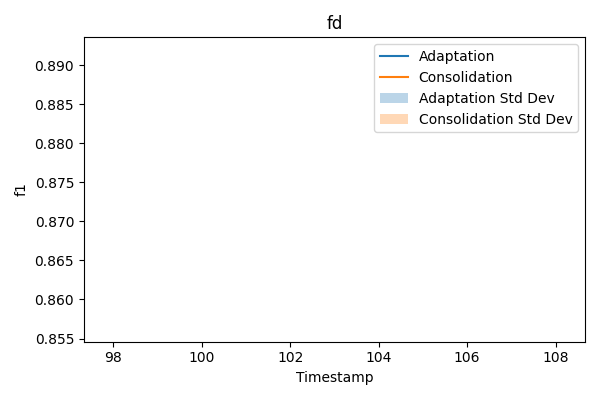 fd
Adaptation
Consolidation
Adaptation Std Dev
Consolidation Std Dev
f1
0.890
0.885
0.880
0.875
0.870
0.865
0.860
0.855
98 100 102 104 106 108
Timestamp